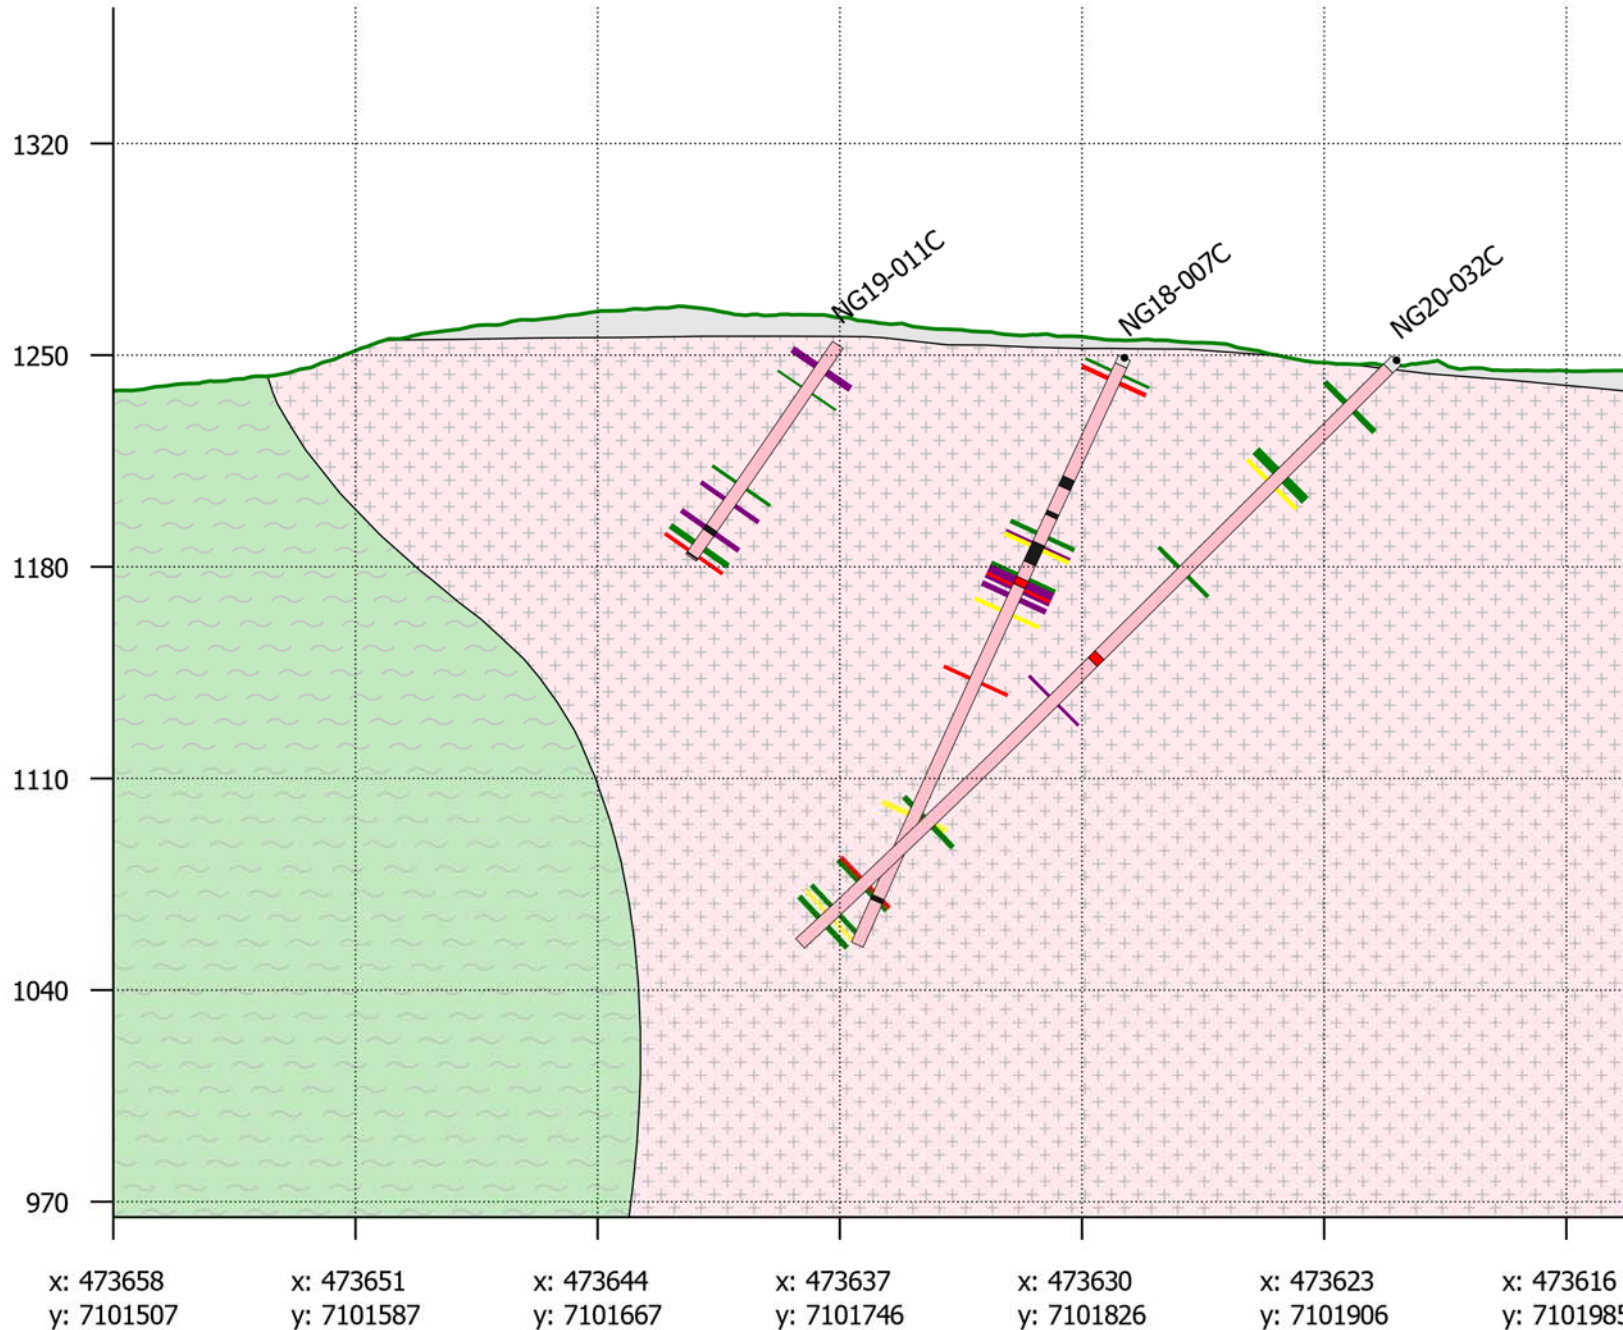 1320
NG19-011C
NG18-007C
NG20-032C
1250
1180
1110
1040
970
x: 473658
y: 7101507
x: 473651
y: 7101587
x: 473644
y: 7101667
x: 473637
y: 7101746
x: 473630
y: 7101826
x: 473623
y: 7101906
x: 473616
y: 7101985